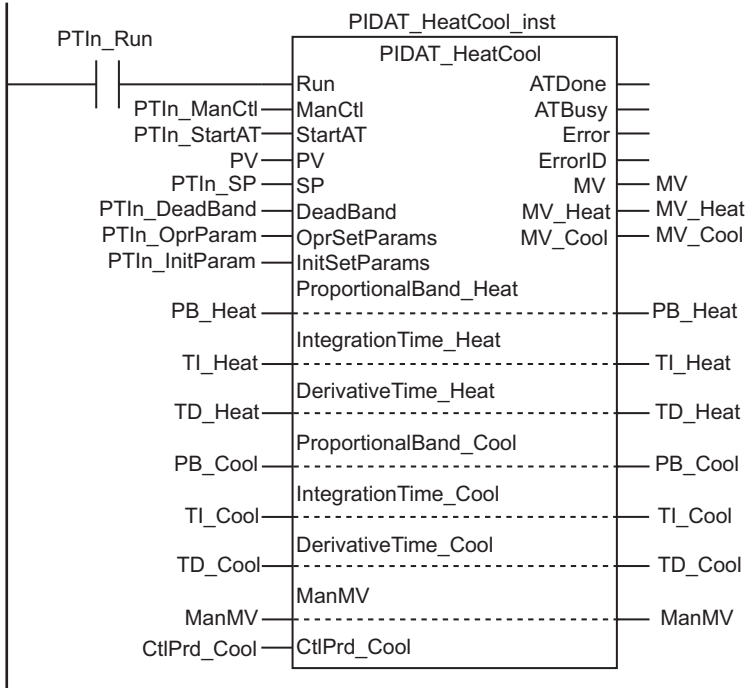 PIDAT_HeatCool_inst
PTIn_Run
PIDAT_HeatCool
Run ATDone
PTIn_ManCtl ManCtl ATBusy
PTIn_StartAT StartAT Error
PV PV ErrorID
PTIn_SP SP MV MV
PTIn_DeadBand DeadBand MV_Heat MV_Heat
PTIn_OprParam OprSetParams MV_Cool MV_Cool
PTIn_InitParam InitSetParams
ProportionalBand_Heat
PB_Heat PB_Heat
IntegrationTime_Heat
TI_Heat TI_Heat
DerivativeTime_Heat
TD_Heat TD_Heat
ProportionalBand_Cool
PB_Cool PB_Cool
IntegrationTime_Cool
TI_Cool TI_Cool
DerivativeTime_Cool
TD_Cool TD_Cool
ManMV
ManMV ManMV
CtlPrd_Cool CtlPrd_Cool